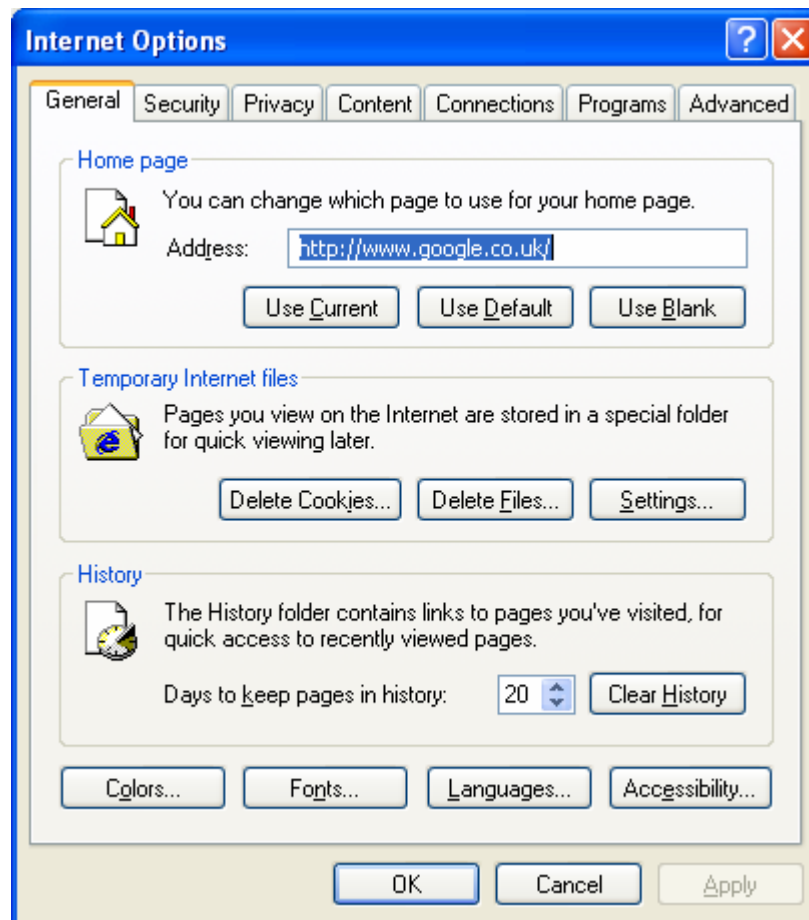 Internet Options
General Security Privacy Content Connections Programs Advanced
Home page
You can change which page to use for your home page.
Address: http://www.google.co.uk/
Use Current Use Default Use Blank
Temporary Internet files
Pages you view on the Internet are stored in a special folder
for quick viewing later.
Delete Cookies... Delete Files... Settings...
History
The History folder contains links to pages you've visited, for
quick access to recently viewed pages.
Days to keep pages in history: 20 Clear History
Colors... Fonts... Languages... Accessibility...
OK Cancel Apply